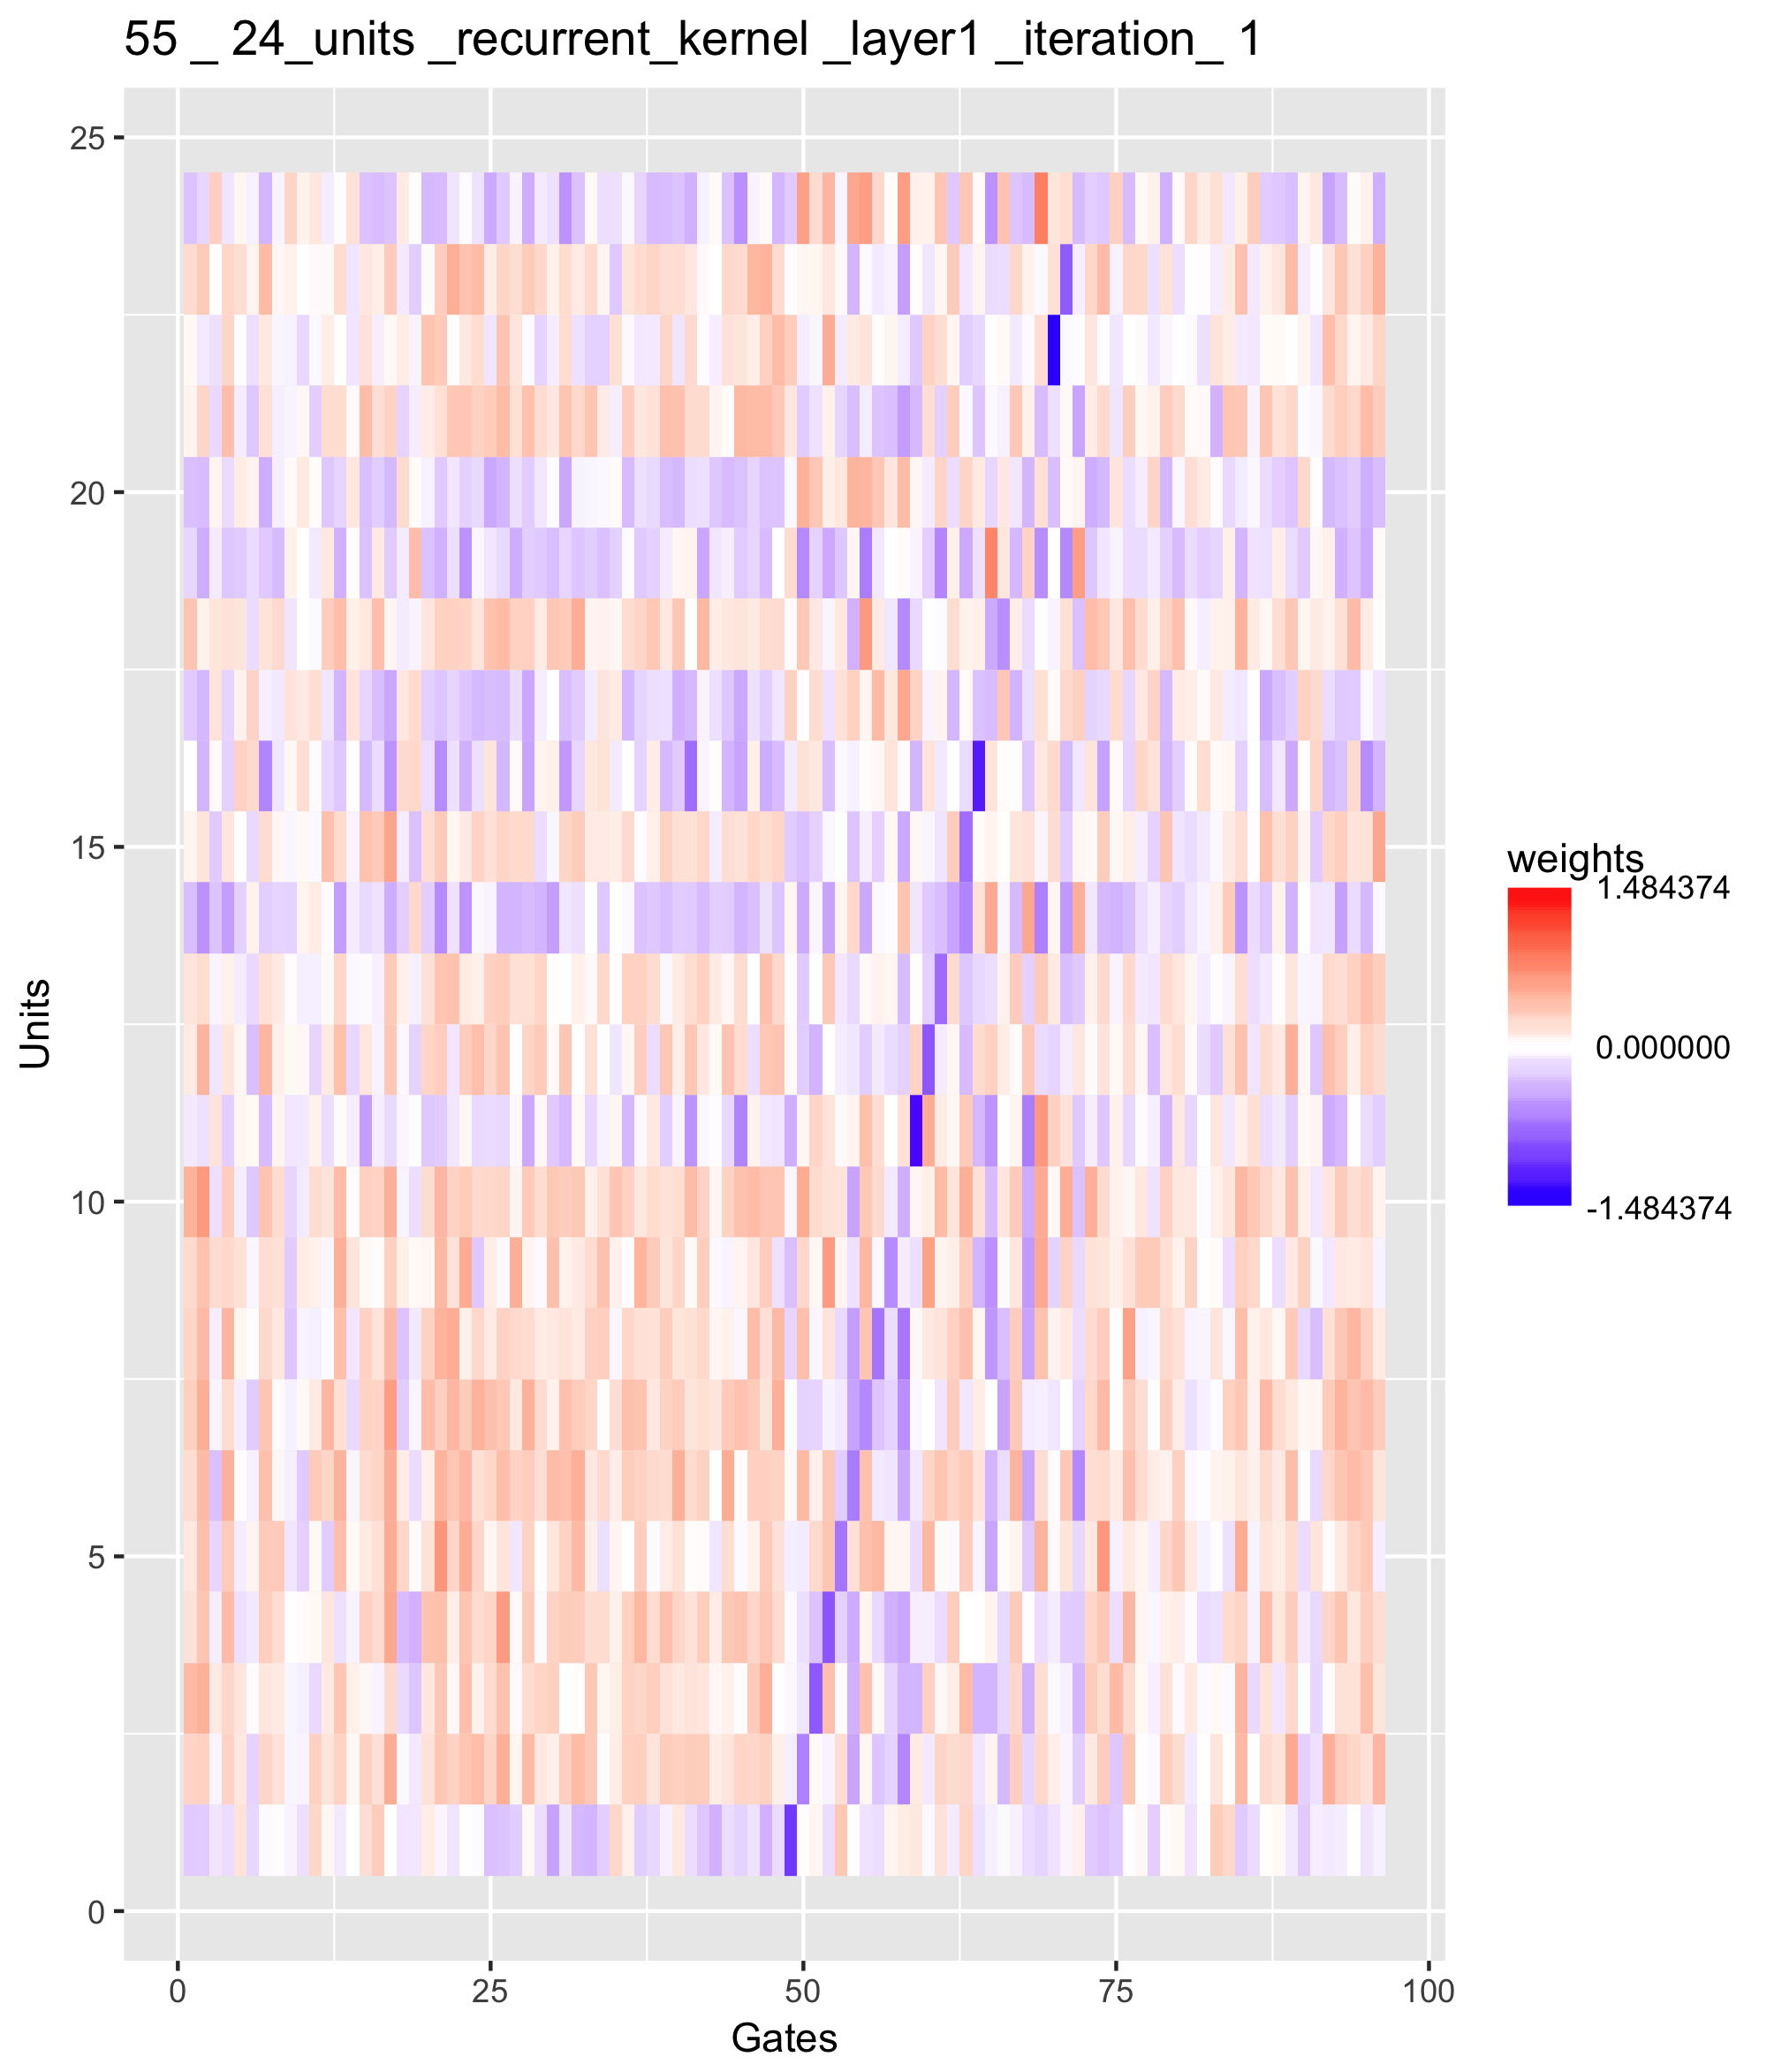 55 _ 24_units _recurrent_kernel _layer1 _iteration_ 1
25
20
15
10
5
0
Units
0 25 50 75 100
Gates
weights
1.484374
0.000000
-1.484374